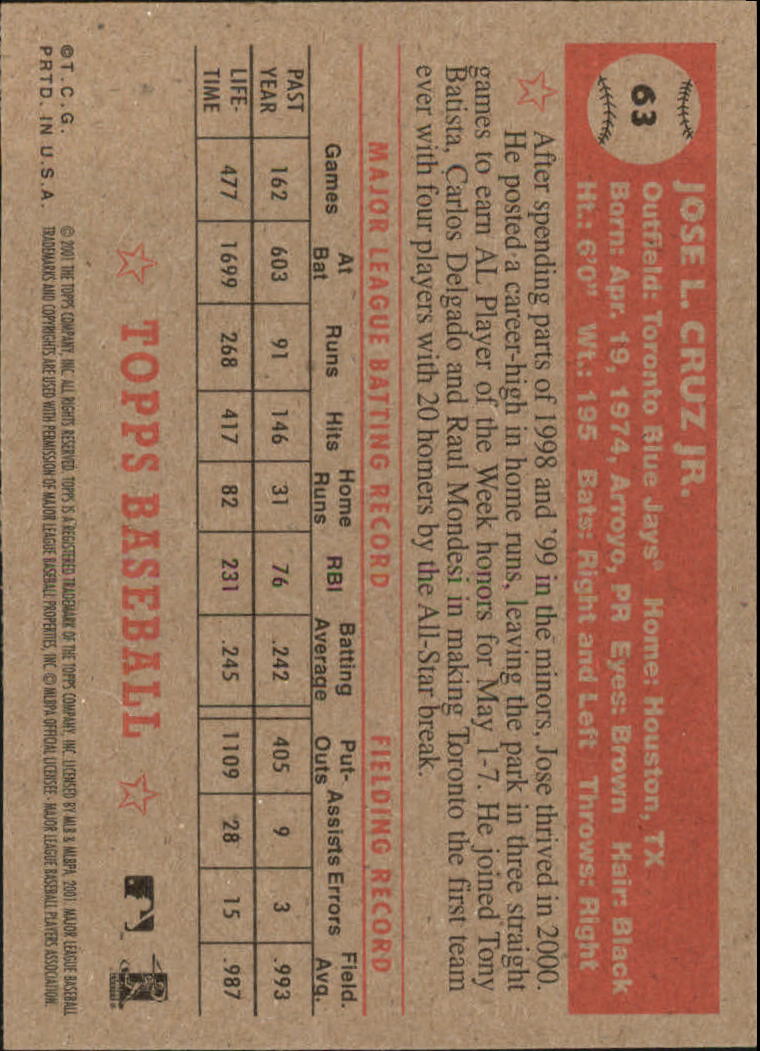 63
JOSE L. CRUZ JR.
Outfield: Toronto Blue Jays® Home: Houston, TX
Born: Apr. 19, 1974, Arroyo, PR Eyes: Brown Hair: Black
Ht.: 6'0" Wt.: 195 Bats: Right and Left Throws: Right
After spending parts of 1998 and '99 in the minors, Jose thrived in 2000.
He posted a career-high in home runs, leaving the park in three straight
games to earn AL Player of the Week honors for May 1-7. He joined Tony
Batista, Carlos Delgado and Raul Mondesi in making Toronto the first team
ever with four players with 20 homers by the All-Star break.
MAJOR LEAGUE BATTING RECORD FIELDING RECORD
Games At Bat Runs Hits Home Runs RBI Batting Average Put-Outs Assists Errors Field. Avg.
PAST YEAR 162 603 91 146 31 76 .242 405 9 3 .993
LIFE-TIME 477 1699 268 417 82 231 .245 1109 28 15 .987
TOPPS BASEBALL
©T.C.G. © 2001 THE TOPPS COMPANY, INC. ALL RIGHTS RESERVED. TOPPS IS A REGISTERED TRADEMARK OF THE TOPPS COMPANY, INC. LICENSED BY MLB & MLBPA 2001. MAJOR LEAGUE BASEBALL
PRTD. IN U.S.A. TRADEMARKS AND COPYRIGHTS ARE USED WITH PERMISSION OF MAJOR LEAGUE BASEBALL PROPERTIES, INC. © MLBPA OFFICIAL LICENSEE - MAJOR LEAGUE BASEBALL PLAYERS ASSOCIATION.